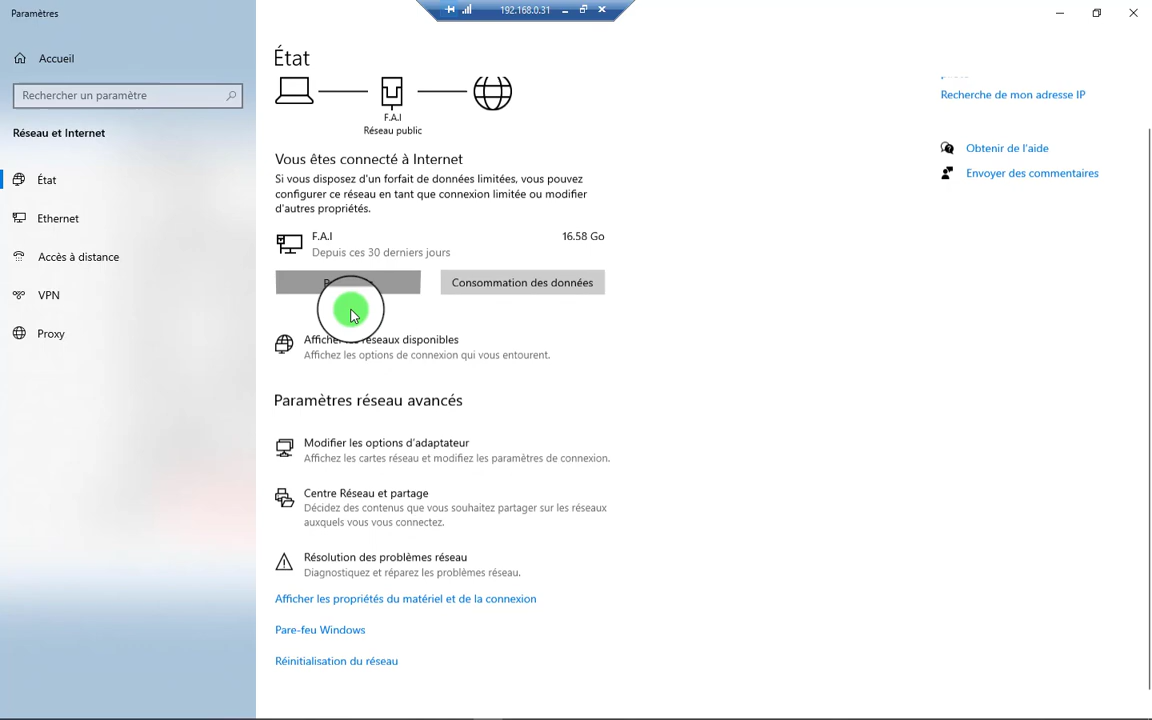 Paramètres
192.168.0.31
Accueil
Rechercher un paramètre
Réseau et Internet
État
Ethernet
Accès à distance
VPN
Proxy
État
F.A.I
Réseau public
Vous êtes connecté à Internet
Si vous disposez d'un forfait de données limitées, vous pouvez
configurer ce réseau en tant que connexion limitée ou modifier
d'autres propriétés.
F.A.I
16.58 Go
Depuis ces 30 derniers jours
Consommation des données
Afficher les réseaux disponibles
Affichez les options de connexion qui vous entourent.
Paramètres réseau avancés
Modifier les options d'adaptateur
Affichez les cartes réseau et modifiez les paramètres de connexion.
Centre Réseau et partage
Décidez des contenus que vous souhaitez partager sur les réseaux
auxquels vous vous connectez.
Résolution des problèmes réseau
Diagnostiquez et réparez les problèmes réseau.
Afficher les propriétés du matériel et de la connexion
Pare-feu Windows
Réinitialisation du réseau
Recherche de mon adresse IP
Obtenir de l'aide
Envoyer des commentaires